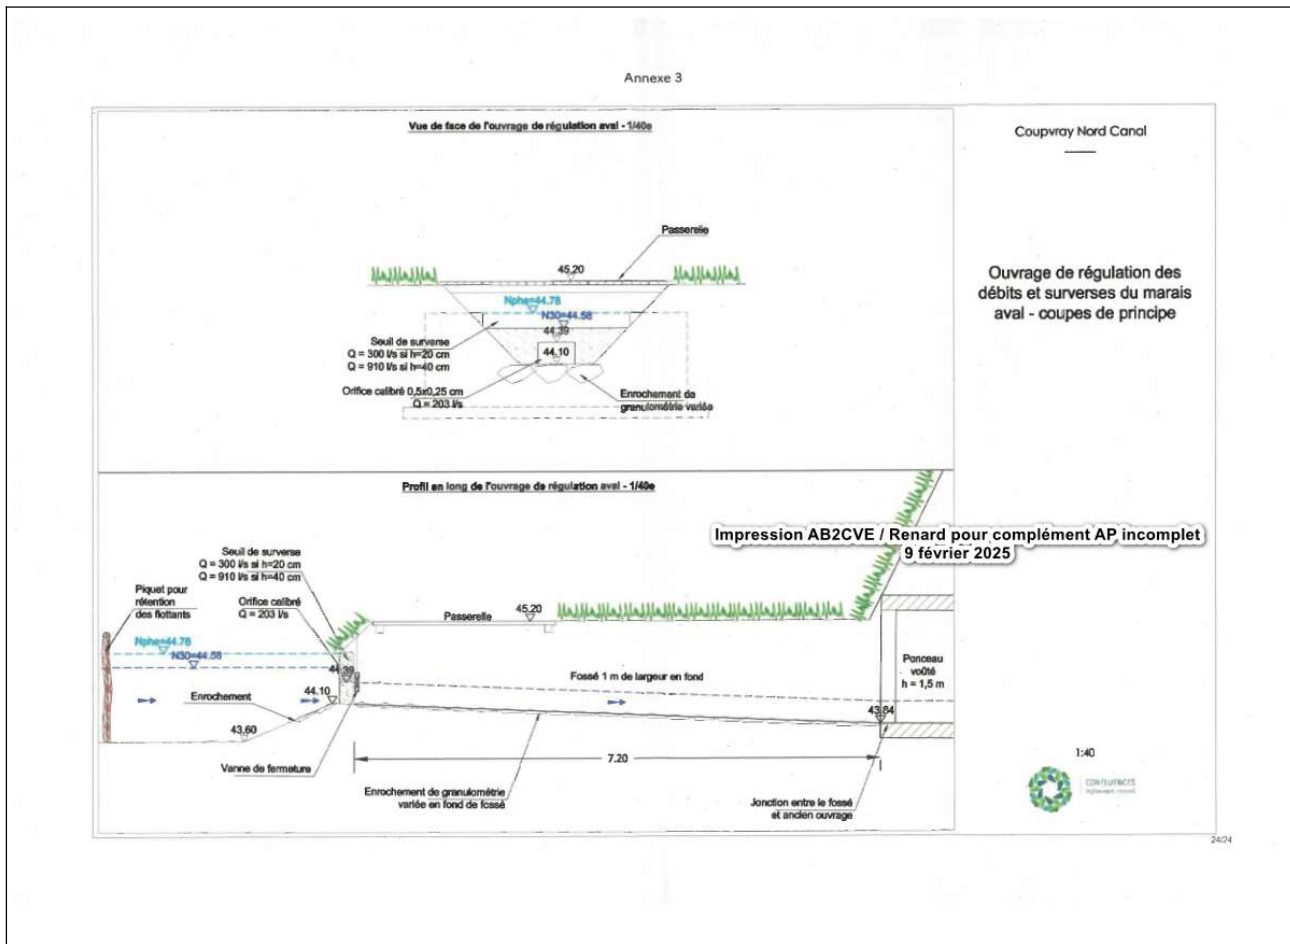 Annexe 3
Vue de face de l'ouvrage de régulation aval - 1/40e
Coupvray Nord Canal
Ouvrage de régulation des
débits et surverses du marais
aval - coupes de principe
Passerelle
45,20
Nphe=44.78
N30=44.58
44.39
44.10
Seuil de surverse
Q = 300 l/s si h=20 cm
Q = 910 l/s si h=40 cm
Orifice calibré 0,5x0,25 cm
Q = 203 l/s
Enrochement de
granulométrie variée
Profil en long de l'ouvrage de régulation aval - 1/40e
Impression AB2CVE / Renard pour complément AP incomplet
9 février 2025
Seuil de surverse
Q = 300 l/s si h=20 cm
Q = 910 l/s si h=40 cm
Piquet pour
rétention
des flottants
Orifice calibré
Q = 203 l/s
Passerelle
45,20
Nphe=44.78
N30=44.58
44.39
Fossé 1 m de largeur en fond
Ponceau
voûté
h = 1,5 m
Enrochement
44.10
43.84
43,60
7.20
Vanne de fermeture
Enrochement de granulométrie
variée en fond de fossé
Jonction entre le fossé
et ancien ouvrage
1:40
CONFLUENCES
24/24